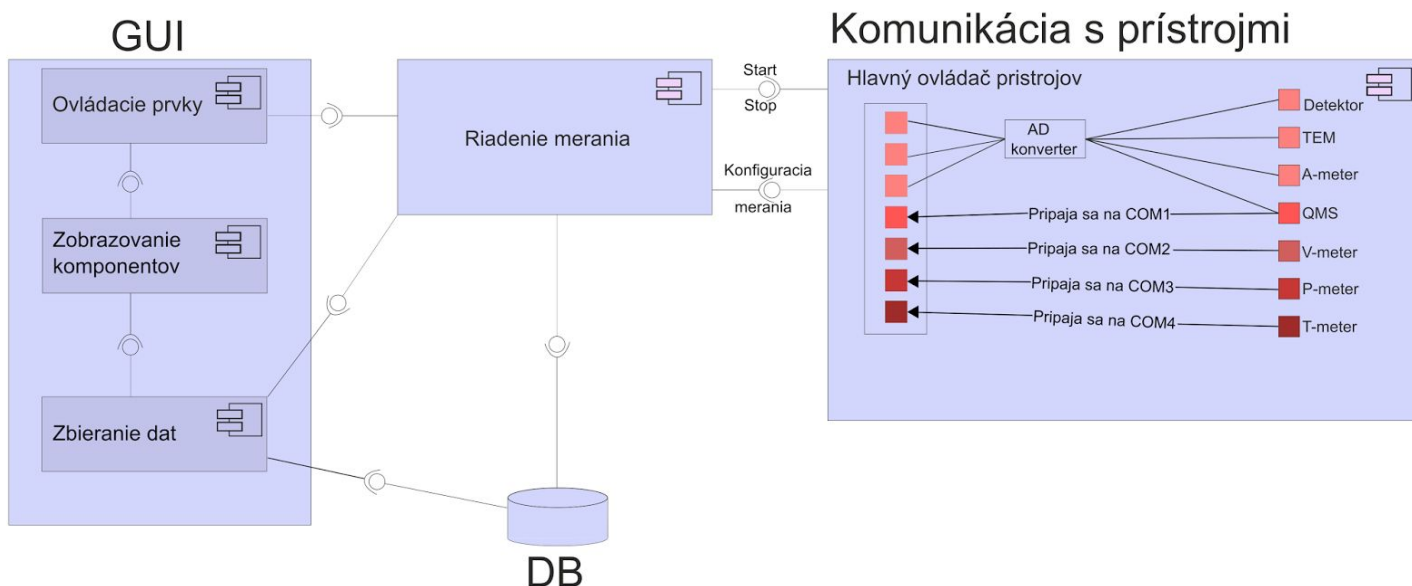 GUI
Ovládacie prvky
Zobrazovanie
komponentov
Zbieranie dat
Riadenie merania
DB
Start
Stop
Konfiguracia
merania
Komunikácia s prístrojmi
Hlavný ovládač pristrojov
AD
konverter
Detektor
TEM
A-meter
QMS
V-meter
P-meter
T-meter
Pripaja sa na COM1
Pripaja sa na COM2
Pripaja sa na COM3
Pripaja sa na COM4